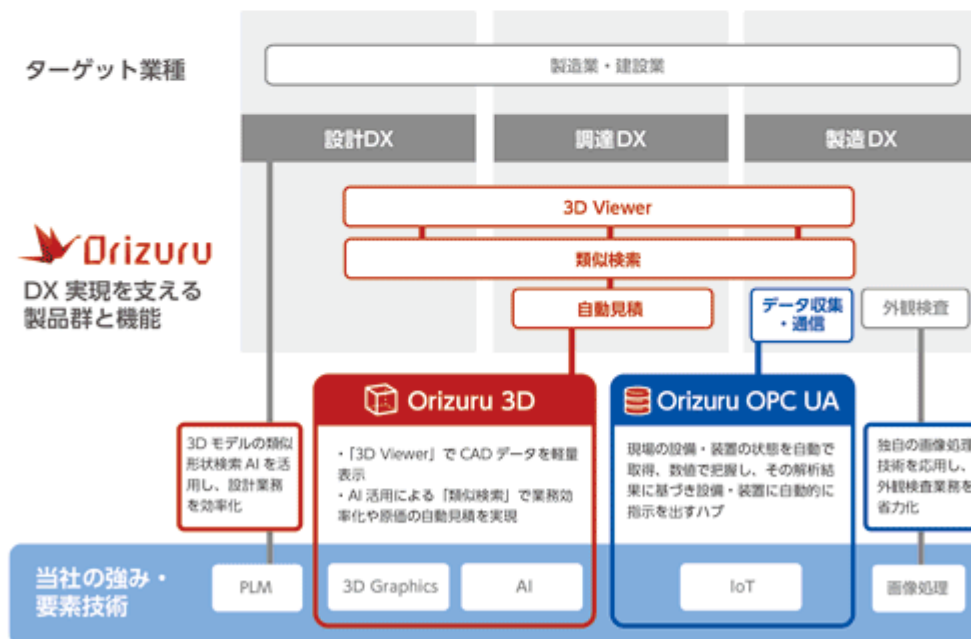 ターゲット業種
製造業・建設業
設計DX
調達DX
製造DX
3D Viewer
Orizuru
類似検索
DX 実現を支える
製品群と機能
自動見積
データ収集
・通信
外観検査
Orizuru 3D
Orizuru OPC UA
3D モデルの類似
形状検索 AI を活
用し、設計業務
を効率化
・「3D Viewer」で CAD データを軽量
表示
・AI 活用による「類似検索」で業務効
率化や原価の自動見積を実現
現場の設備・装置の状態を自動で
取得、数値で把握し、その解析結
果に基づき設備・装置に自動的に
指示を出すハブ
独自の画像処理
技術を応用し、
外観検査業務を
省力化
当社の強み・
要素技術
PLM
3D Graphics
AI
IoT
画像処理